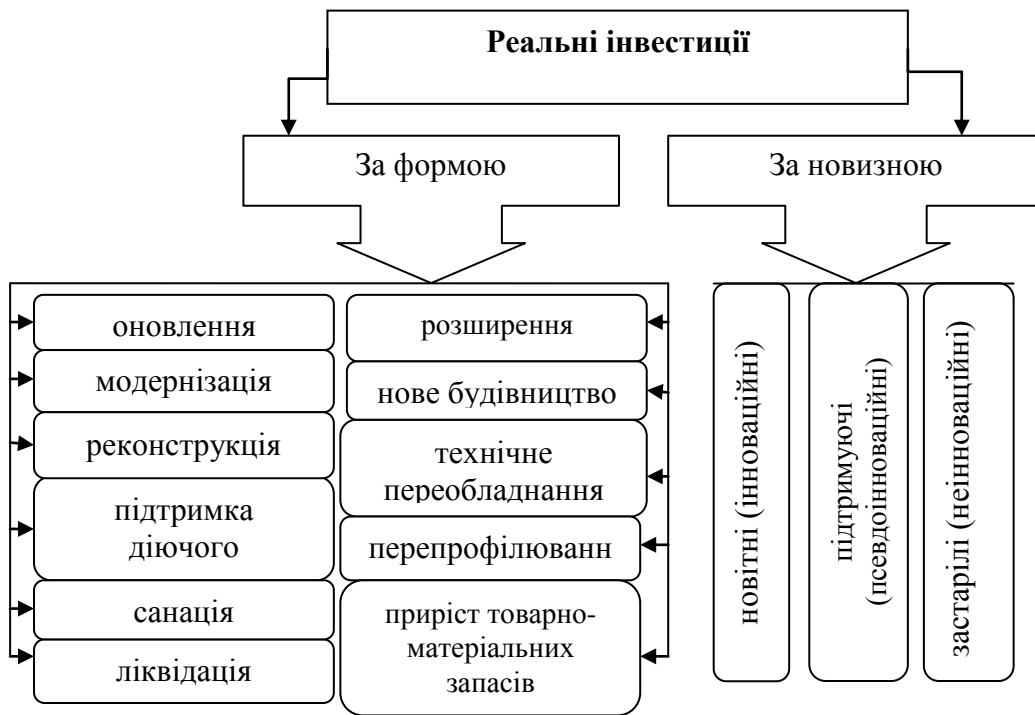 Реальні інвестиції
За формою
За новизною
оновлення
модернізація
реконструкція
підтримка
діючого
санація
ліквідація
розширення
нове будівництво
технічне
переобладнання
перепрофілюванн
приріст товарно-
матеріальних
запасів
новітні (інноваційні)
підтримуючі
(псевдоінноваційні)
застарілі (неінноваційні)